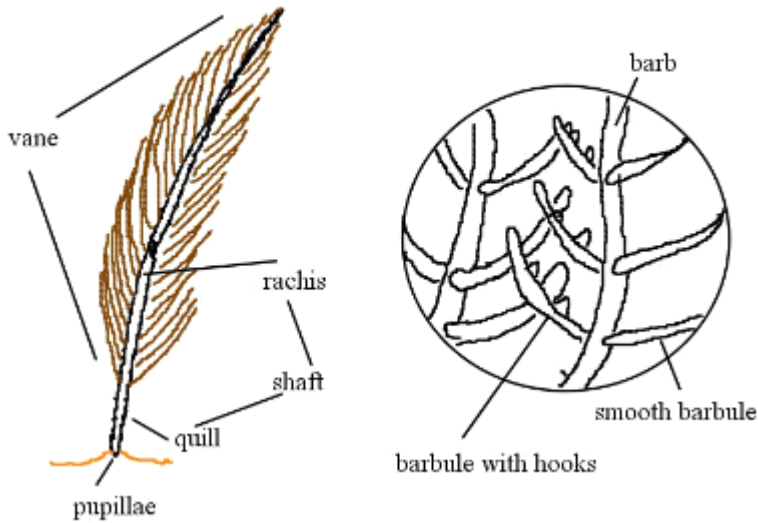 vane
rachis
shaft
quill
pupillae
barb
smooth barbule
barbule with hooks